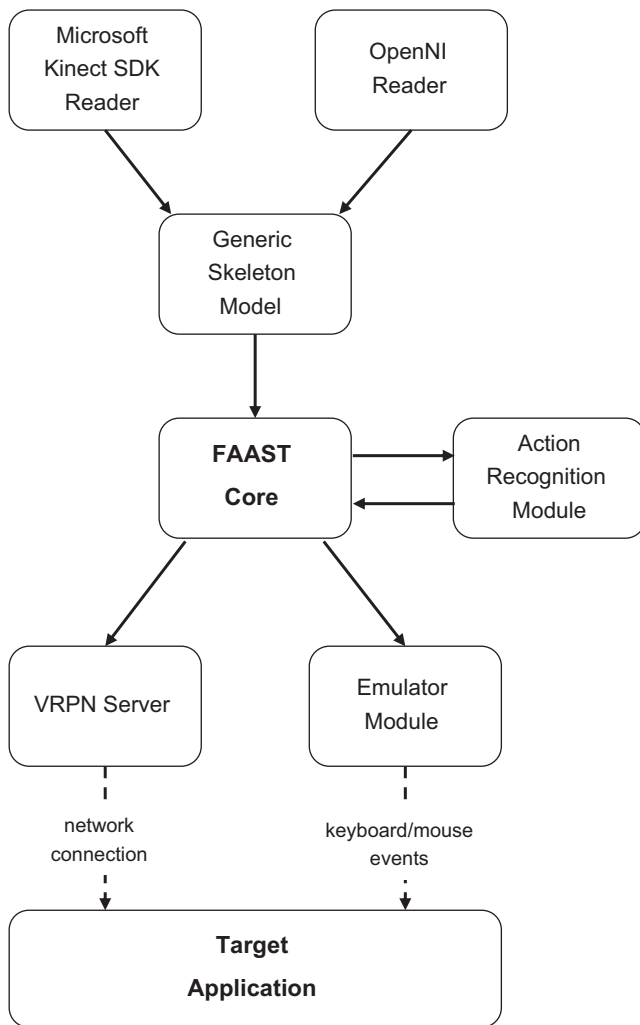 Microsoft
Kinect SDK
Reader
OpenNI
Reader
Generic
Skeleton
Model
FAAST
Core
Action
Recognition
Module
VRPN Server
Emulator
Module
network
connection
keyboard/mouse
events
Target
Application